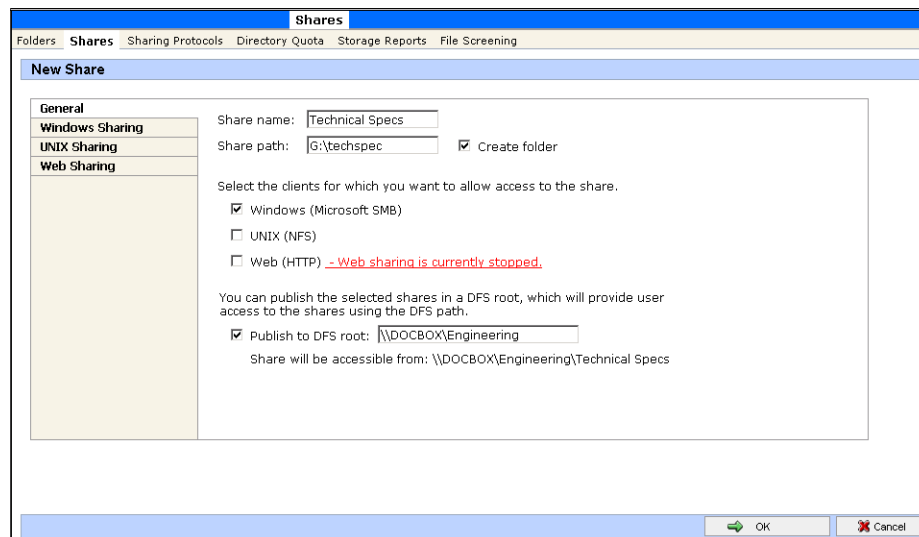 Shares
Folders Shares Sharing Protocols Directory Quota Storage Reports File Screening
New Share
General
Windows Sharing
UNIX Sharing
Web Sharing
Share name: Technical Specs
Share path: G:\techspec Create folder
Select the clients for which you want to allow access to the share.
Windows (Microsoft SMB)
UNIX (NFS)
Web (HTTP) - Web sharing is currently stopped.
You can publish the selected shares in a DFS root, which will provide user
access to the shares using the DFS path.
Publish to DFS root: \\DOCBOX\Engineering
Share will be accessible from: \\DOCBOX\Engineering\Technical Specs
OK Cancel